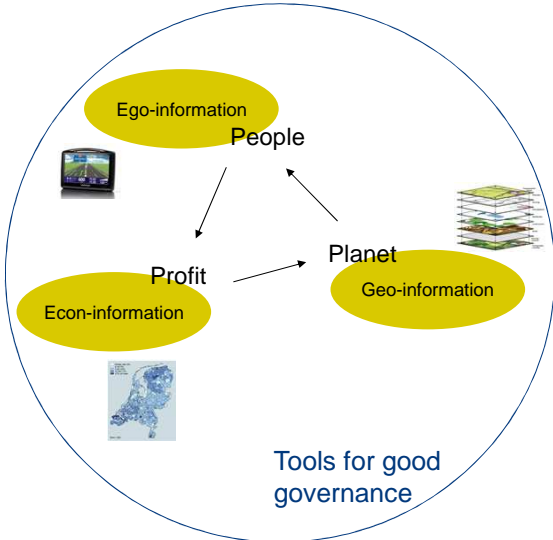 Ego-information
People
Planet
Profit
Geo-information
Econ-information
Tools for good
governance